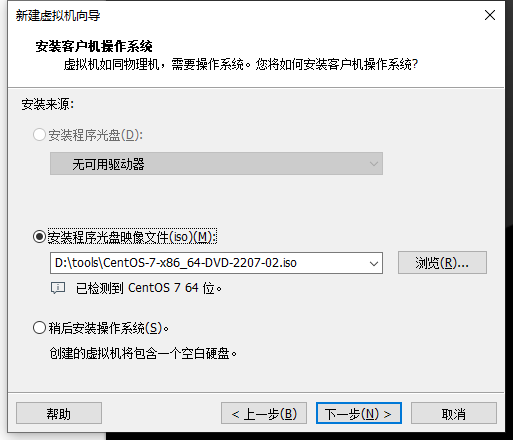 新建虚拟机向导
安装客户机操作系统
虚拟机如同物理机，需要操作系统。您将如何安装客户机操作系统?
安装来源:
安装程序光盘(D):
无可用驱动器
安装程序光盘映像文件(iso)(M):
D:\tools\CentOS-7-x86_64-DVD-2207-02.iso
浏览(R)...
已检测到 CentOS 7 64 位。
稍后安装操作系统(S)。
创建的虚拟机将包含一个空白硬盘。
帮助
< 上一步(B)
下一步(N) >
取消